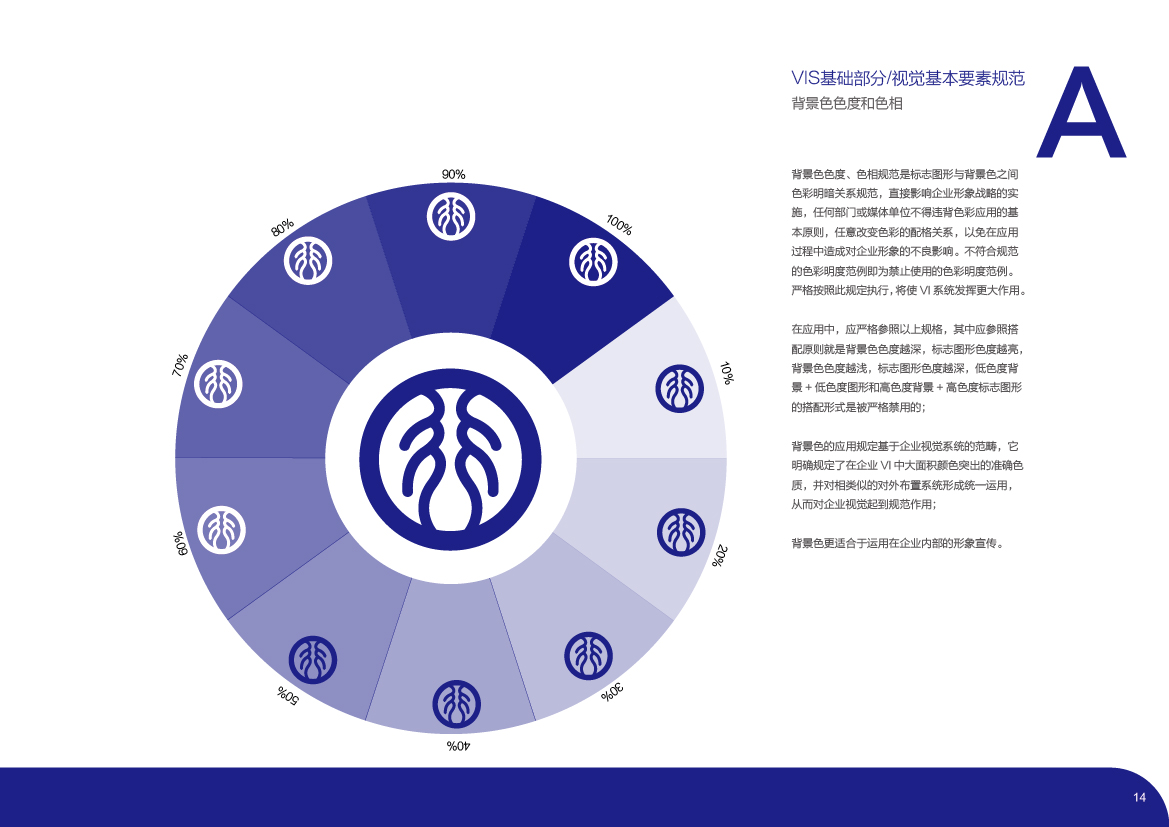 VIS基础部分/视觉基本要素规范
背景色色度和色相
A
背景色色度、色相规范是标志图形与背景色之间
色彩明暗关系规范，直接影响企业形象战略的实
施，任何部门或媒体单位不得违背色彩应用的基
本原则，任意改变色彩的配格关系，以免在应用
过程中造成对企业形象的不良影响。不符合规范
的色彩明度范例即为禁止使用的色彩明度范例。
严格按照此规定执行，将使 VI 系统发挥更大作用。
在应用中，应严格参照以上规格，其中应参照搭
配原则就是背景色色度越深，标志图形色度越亮，
背景色色度越浅，标志图形色度越深，低色度背
景 + 低色度图形和高色度背景 + 高色度标志图形
的搭配形式是被严格禁用的；
背景色的应用规定基于企业视觉系统的范畴，它
明确规定了在企业 VI 中大面积颜色突出的准确色
质，并对相类似的对外布置系统形成统一运用，
从而对企业视觉起到规范作用；
背景色更适合于运用在企业内部的形象宣传。
90%
100%
80%
70%
10%
60%
20%
50%
30%
40%
14